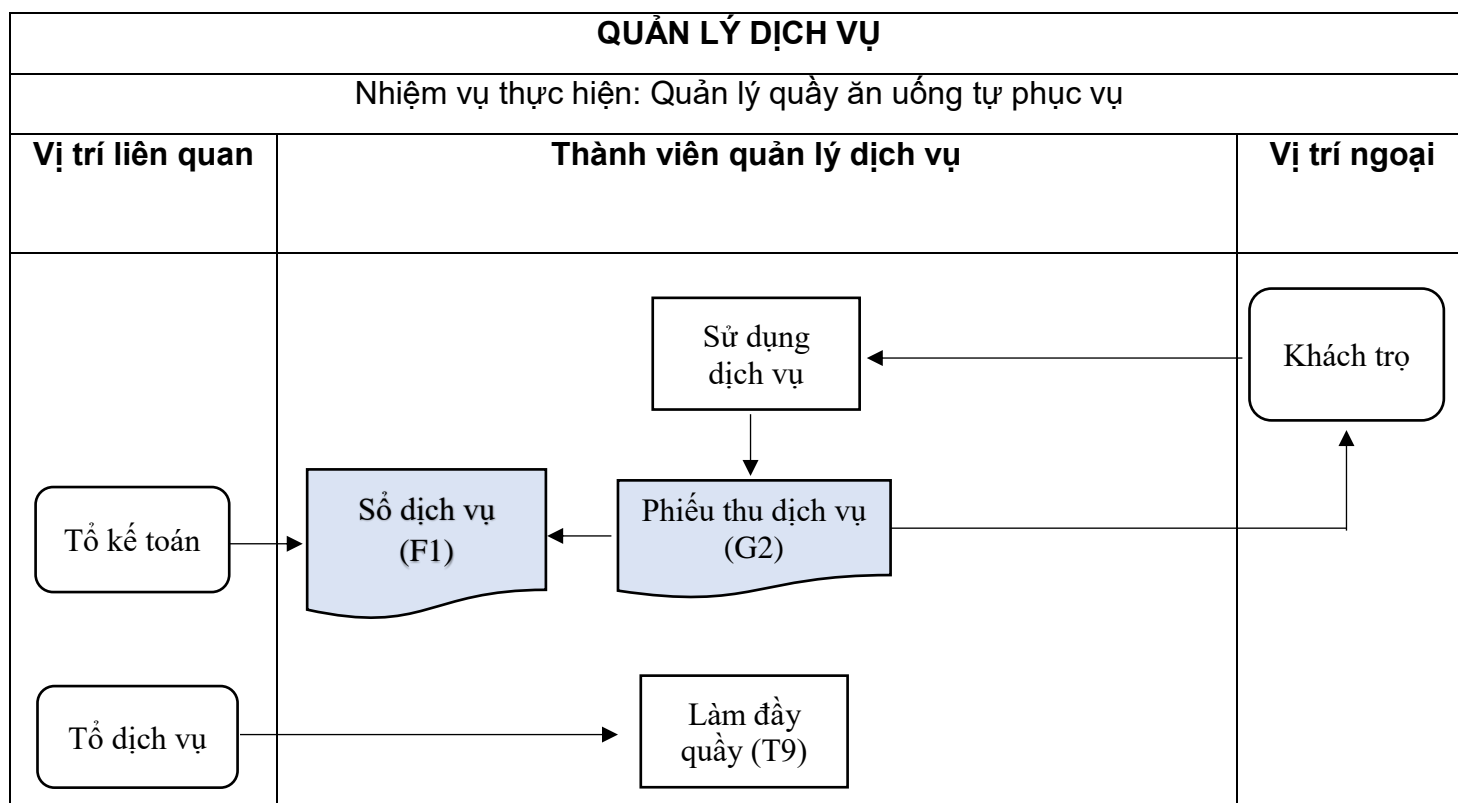 QUẢN LÝ DỊCH VỤ
Nhiệm vụ thực hiện: Quản lý quầy ăn uống tự phục vụ
Vị trí liên quan
Thành viên quản lý dịch vụ
Vị trí ngoại
Sử dụng
dịch vụ
Khách trọ
Tổ kế toán
Sổ dịch vụ
(F1)
Phiếu thu dịch vụ
(G2)
Tổ dịch vụ
Làm đầy
quầy (T9)